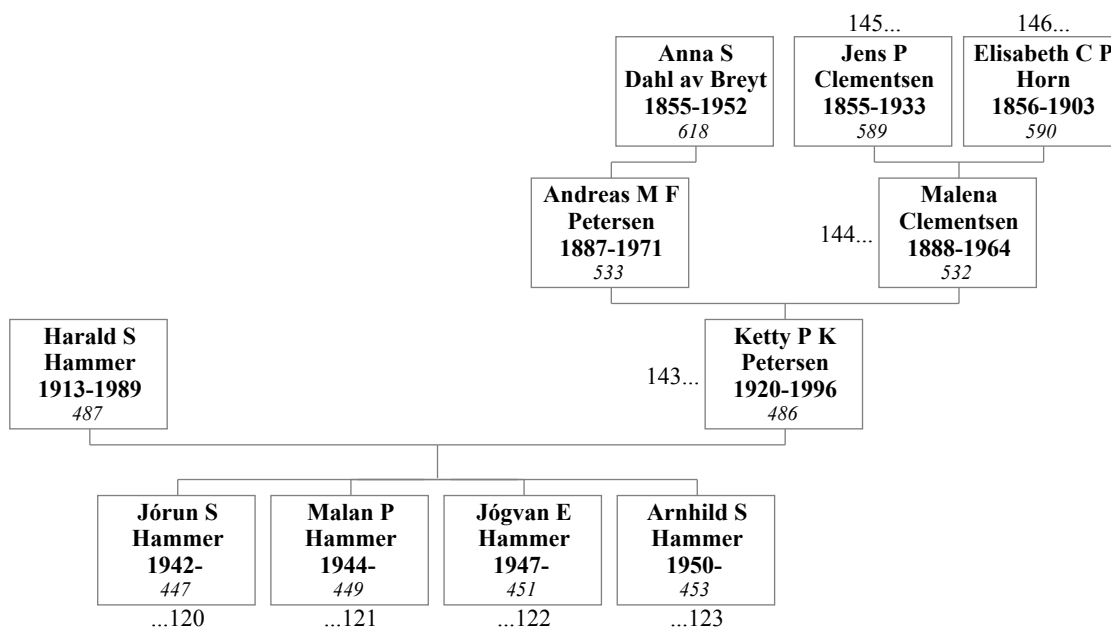 145...
146...
Anna S
Dahl av Breyt
1855-1952
618
Jens P
Clementsen
1855-1933
589
Elisabeth C P
Horn
1856-1903
590
Andreas M F
Petersen
1887-1971
533
144...
Malena
Clementsen
1888-1964
532
Harald S
Hammer
1913-1989
487
143...
Ketty P K
Petersen
1920-1996
486
Jórun S
Hammer
1942-
447
...120
Malan P
Hammer
1944-
449
...121
Jógvan E
Hammer
1947-
451
...122
Arnhild S
Hammer
1950-
453
...123